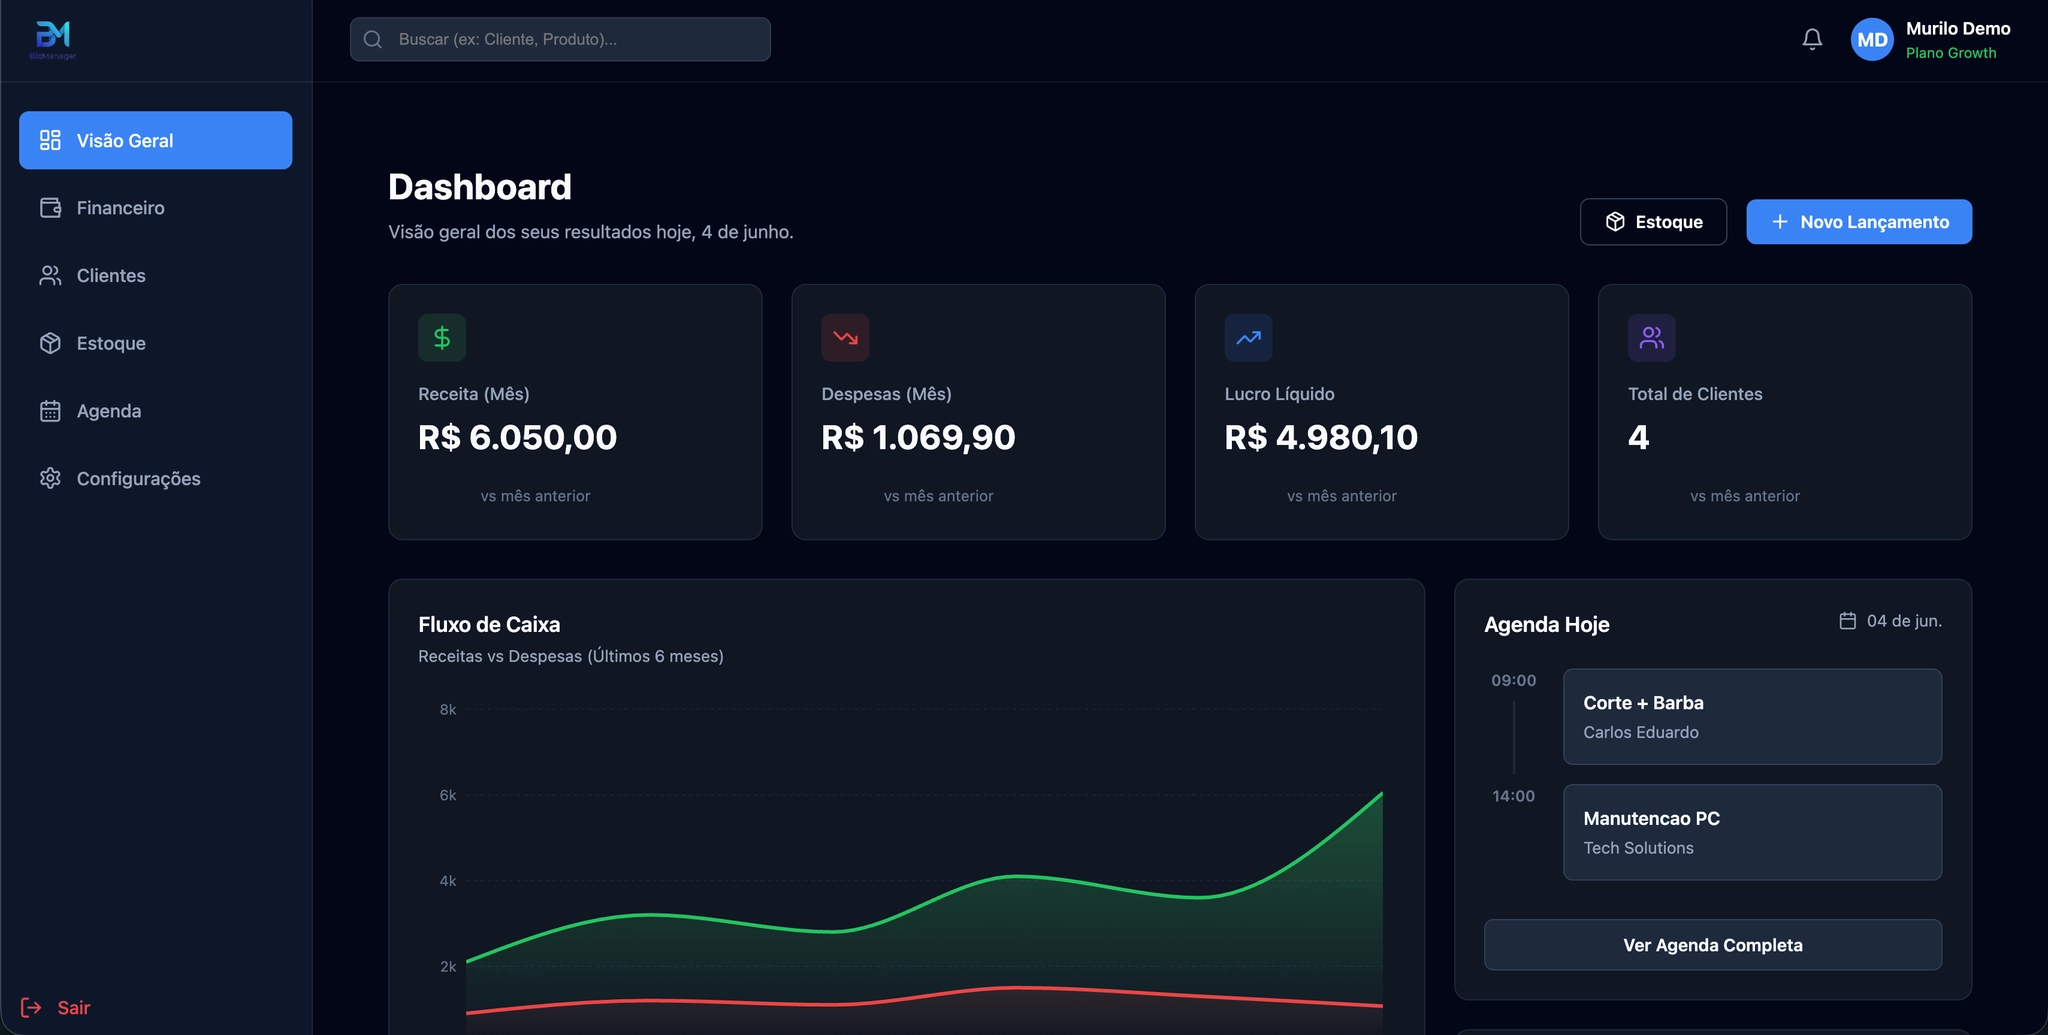 BM
BizManager
Buscar (ex: Cliente, Produto)...
MD
Murilo Demo
Plano Growth
Visão Geral
Financeiro
Clientes
Estoque
Agenda
Configurações
Sair
Dashboard
Visão geral dos seus resultados hoje, 4 de junho.
Estoque
+ Novo Lançamento
$
Receita (Mês)
R$ 6.050,00
vs mês anterior
Despesas (Mês)
R$ 1.069,90
vs mês anterior
Lucro Líquido
R$ 4.980,10
vs mês anterior
Total de Clientes
4
vs mês anterior
Fluxo de Caixa
Receitas vs Despesas (Últimos 6 meses)
8k
6k
4k
2k
Agenda Hoje
04 de jun.
09:00
Corte + Barba
Carlos Eduardo
14:00
Manutencao PC
Tech Solutions
Ver Agenda Completa